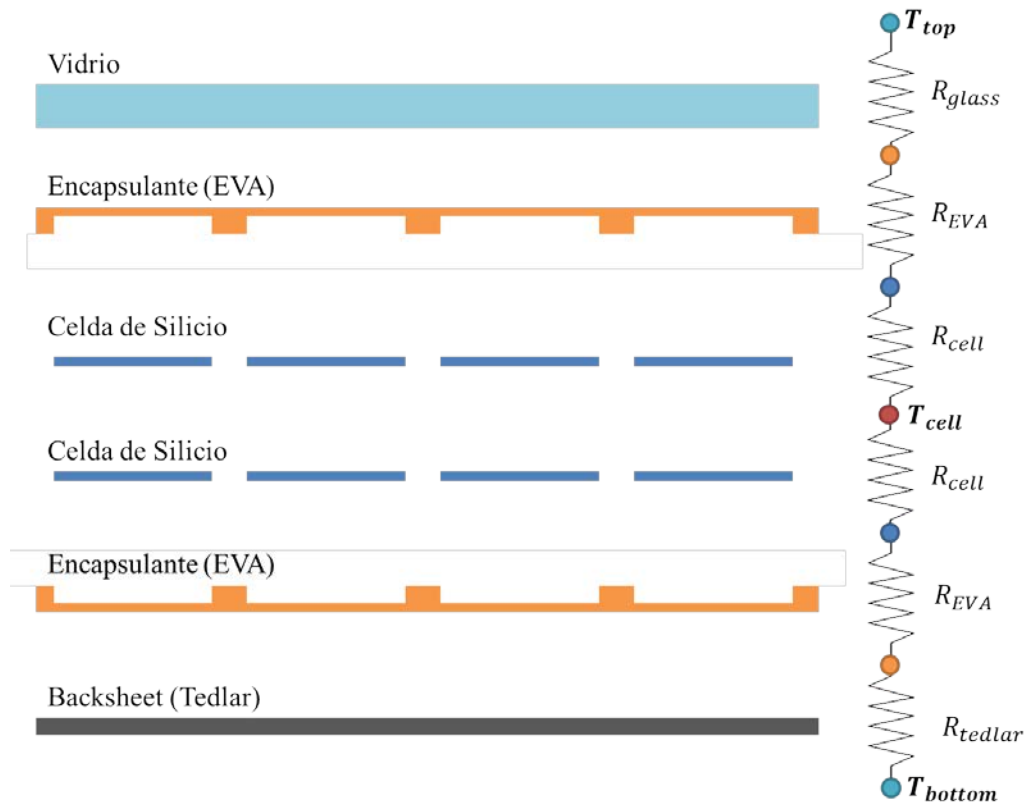 T_top
Vidrio
R_glass
Encapsulante (EVA)
R_EVA
Celda de Silicio
R_cell
T_cell
Celda de Silicio
R_cell
Encapsulante (EVA)
R_EVA
Backsheet (Tedlar)
R_tedlar
T_bottom